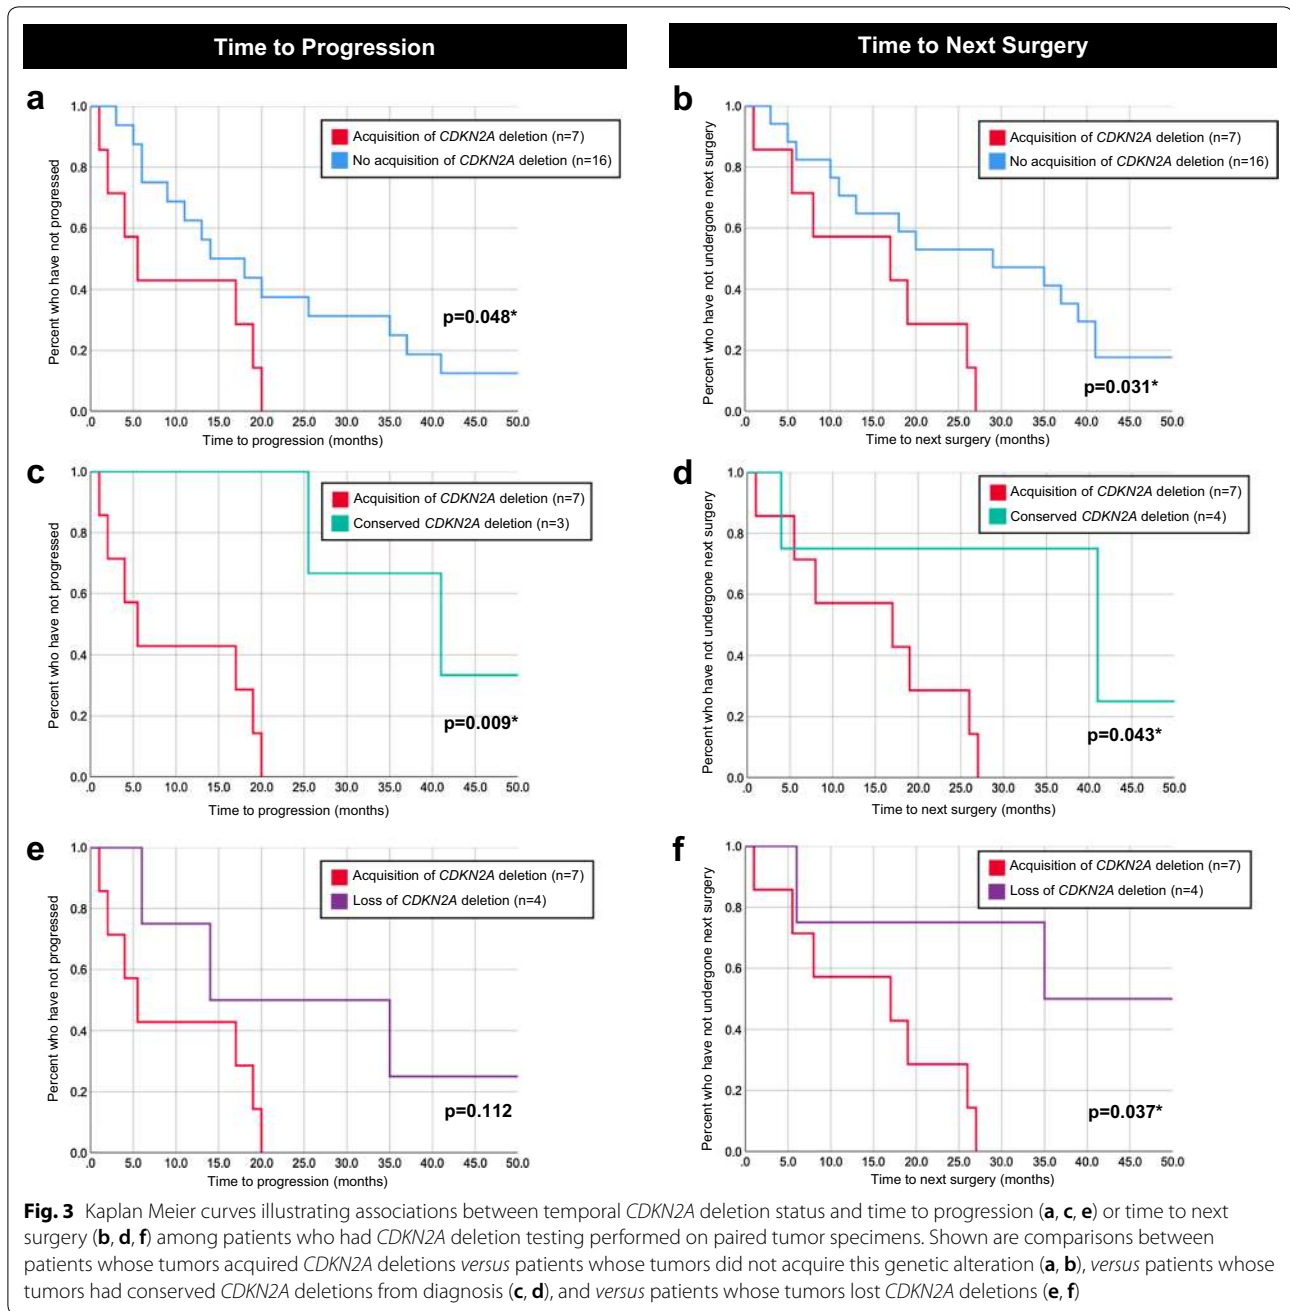 Time to Progression
Time to Next Surgery
a
Percent who have not progressed
1.0
0.8
0.6
0.4
0.2
0.0
Acquisition of CDKN2A deletion (n=7)
No acquisition of CDKN2A deletion (n=16)
p=0.048*
.0 5.0 10.0 15.0 20.0 25.0 30.0 35.0 40.0 45.0 50.0
Time to progression (months)
b
Percent who have not undergone next surgery
1.0
0.8
0.6
0.4
0.2
0.0
Acquisition of CDKN2A deletion (n=7)
No acquisition of CDKN2A deletion (n=16)
p=0.031*
.0 5.0 10.0 15.0 20.0 25.0 30.0 35.0 40.0 45.0 50.0
Time to next surgery (months)
c
Percent who have not progressed
1.0
0.8
0.6
0.4
0.2
0.0
Acquisition of CDKN2A deletion (n=7)
Conserved CDKN2A deletion (n=3)
p=0.009*
.0 5.0 10.0 15.0 20.0 25.0 30.0 35.0 40.0 45.0 50.0
Time to progression (months)
d
Percent who have not undergone next surgery
1.0
0.8
0.6
0.4
0.2
0.0
Acquisition of CDKN2A deletion (n=7)
Conserved CDKN2A deletion (n=4)
p=0.043*
.0 5.0 10.0 15.0 20.0 25.0 30.0 35.0 40.0 45.0 50.0
Time to next surgery (months)
e
Percent who have not progressed
1.0
0.8
0.6
0.4
0.2
0.0
Acquisition of CDKN2A deletion (n=7)
Loss of CDKN2A deletion (n=4)
p=0.112
.0 5.0 10.0 15.0 20.0 25.0 30.0 35.0 40.0 45.0 50.0
Time to progression (months)
f
Percent who have not undergone next surgery
1.0
0.8
0.6
0.4
0.2
0.0
Acquisition of CDKN2A deletion (n=7)
Loss of CDKN2A deletion (n=4)
p=0.037*
.0 5.0 10.0 15.0 20.0 25.0 30.0 35.0 40.0 45.0 50.0
Time to next surgery (months)
Fig. 3 Kaplan Meier curves illustrating associations between temporal CDKN2A deletion status and time to progression (a, c, e) or time to next
surgery (b, d, f) among patients who had CDKN2A deletion testing performed on paired tumor specimens. Shown are comparisons between
patients whose tumors acquired CDKN2A deletions versus patients whose tumors did not acquire this genetic alteration (a, b), versus patients whose
tumors had conserved CDKN2A deletions from diagnosis (c, d), and versus patients whose tumors lost CDKN2A deletions (e, f)